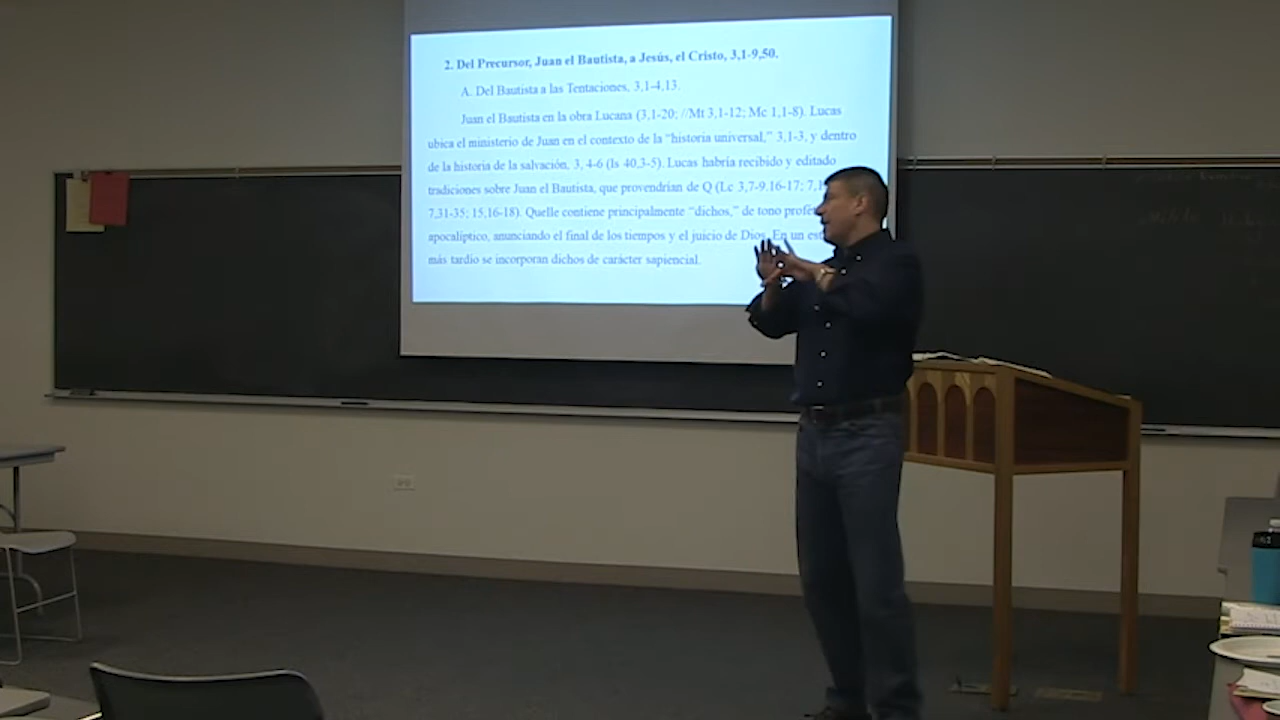 2. Del Precursor, Juan el Bautista, a Jesús, el Cristo, 3,1-9,50.
A. Del Bautista a las Tentaciones, 3,1-4,13.
Juan el Bautista en la obra Lucana (3,1-20; //Mt 3,1-12; Mc 1,1-8). Lucas
ubica el ministerio de Juan en el contexto de la “historia universal,” 3,1-3, y dentro
de la historia de la salvación, 3, 4-6 (Is 40,3-5). Lucas habría recibido y editado
tradiciones sobre Juan el Bautista, que provendrían de Q (Lc 3,7-9.16-17;
7,31-35; 15,16-18). Quelle contiene principalmente “dichos,” de tono
apocalíptico, anunciando el final de los tiempos y el juicio de Dios. En un
más tardío se incorporan dichos de carácter sapiencial.